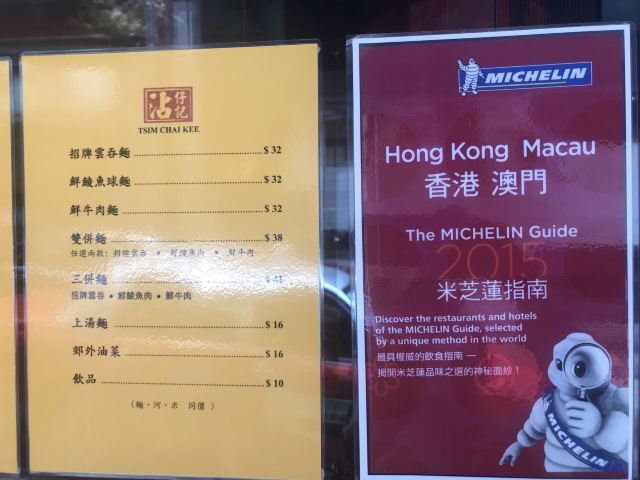 沾仔記
TSIM CHAI KEE
招牌雲吞麵 $ 32
鮮鯪魚球麵 $ 32
鮮牛肉麵 $ 32
雙併麵 $ 38
任選兩款: 招牌雲吞 • 鮮鯪魚肉 • 鮮牛肉
三併麵
招牌雲吞 • 鮮鯪魚肉 • 鮮牛肉
上湯麵 $ 16
郊外油菜 $ 16
飲品 $ 10
(麵·河·米 同價)
MICHELIN
Hong Kong Macau
香港 澳門
The MICHELIN Guide
2015
米芝蓮指南
Discover the restaurants and hotels
of the MICHELIN Guide, selected
by a unique method in the world
最具權威的飲食指南 —
揭開米芝蓮品味之選的神秘面紗！
MICHELIN